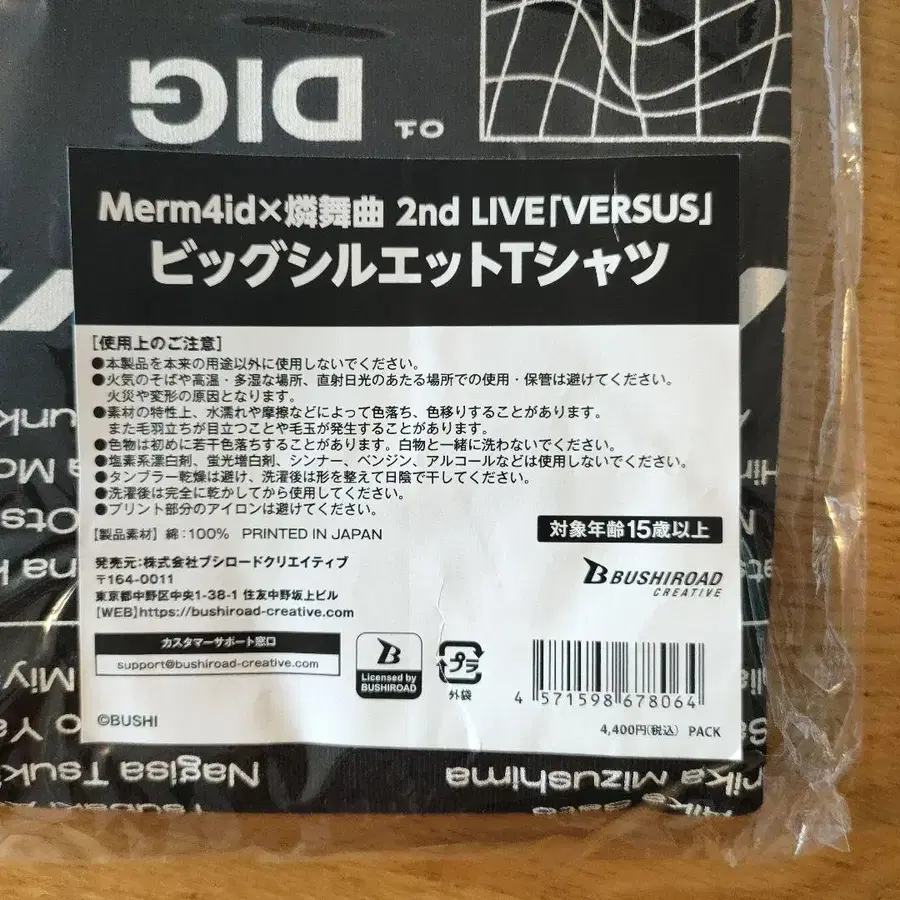 DIG
01
Merm4id×燐舞曲 2nd LIVE「VERSUS」
ビッグシルエットTシャツ
[使用上のご注意]
●本製品を本来の用途以外に使用しないでください。
●火気のそばや高温・多湿な場所、直射日光のあたる場所での使用・保管は避けてください。
火災や変形の原因となります。
●素材の特性上、水濡れや摩擦などによって色落ち、色移りすることがあります。
また毛羽立ちが目立つことや毛玉が発生することがあります。
●色物は初めに若干色落ちすることがあります。白物と一緒に洗わないでください。
●塩素系漂白剤、蛍光増白剤、シンナー、ベンジン、アルコールなどは使用しないでください。
●タンブラー乾燥は避け、洗濯後は形を整えて日陰で干してください。
●洗濯後は完全に乾かしてから使用してください。
●プリント部分のアイロンは避けてください。
【製品素材】綿:100% PRINTED IN JAPAN
対象年齢15歳以上
発売元:株式会社ブシロードクリエイティブ
〒164-0011
東京都中野区中央1-38-1 住友中野坂上ビル
【WEB】https://bushiroad-creative.com
BUSHIROAD
CREATIVE
カスタマーサポート窓口
support@bushiroad-creative.com
B
Licensed by
BUSHIROAD
プラ
外袋
4 571598 678064
©BUSHI
4,400円(税込) PACK
Nagisa Tsuk
rika Mizushima